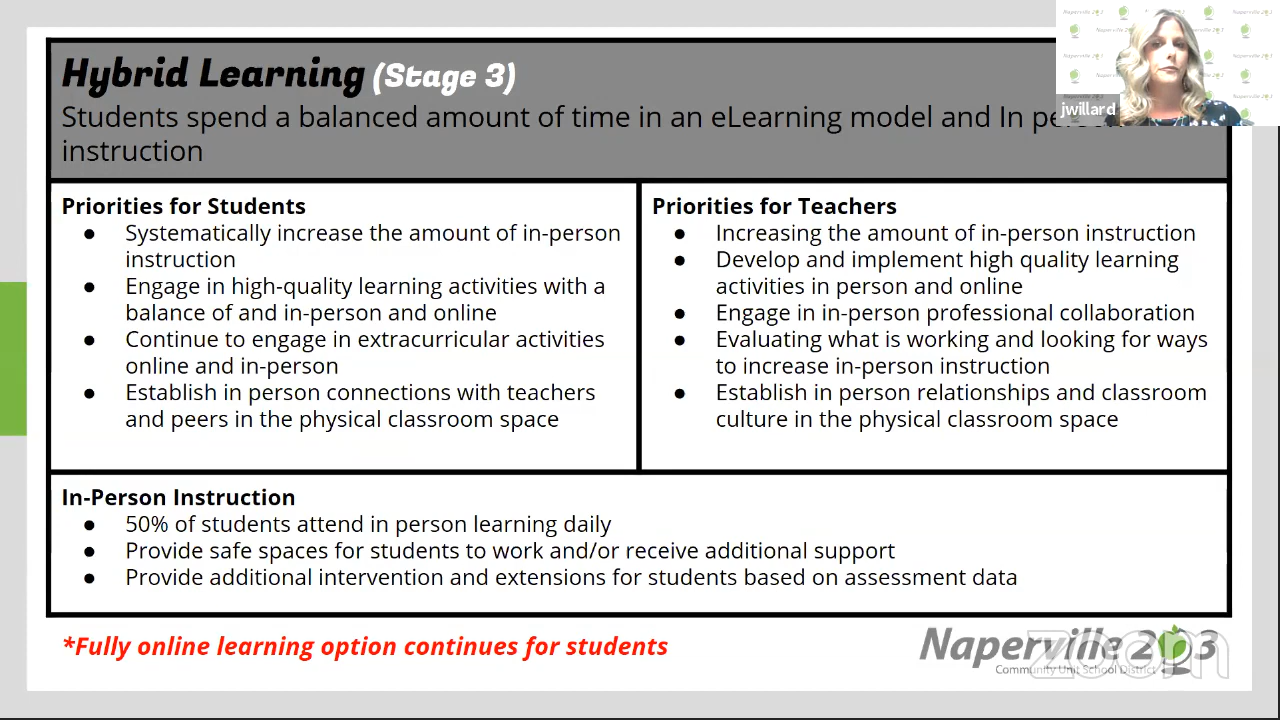 Hybrid Learning (Stage 3)
Students spend a balanced amount of time in an eLearning model and In person
instruction
jwillard
Priorities for Students
● Systematically increase the amount of in-person
instruction
● Engage in high-quality learning activities with a
balance of and in-person and online
● Continue to engage in extracurricular activities
online and in-person
● Establish in person connections with teachers
and peers in the physical classroom space
Priorities for Teachers
● Increasing the amount of in-person instruction
● Develop and implement high quality learning
activities in person and online
● Engage in in-person professional collaboration
● Evaluating what is working and looking for ways
to increase in-person instruction
● Establish in person relationships and classroom
culture in the physical classroom space
In-Person Instruction
● 50% of students attend in person learning daily
● Provide safe spaces for students to work and/or receive additional support
● Provide additional intervention and extensions for students based on assessment data
*Fully online learning option continues for students
Naperville 203
Community Unit School District
zoom